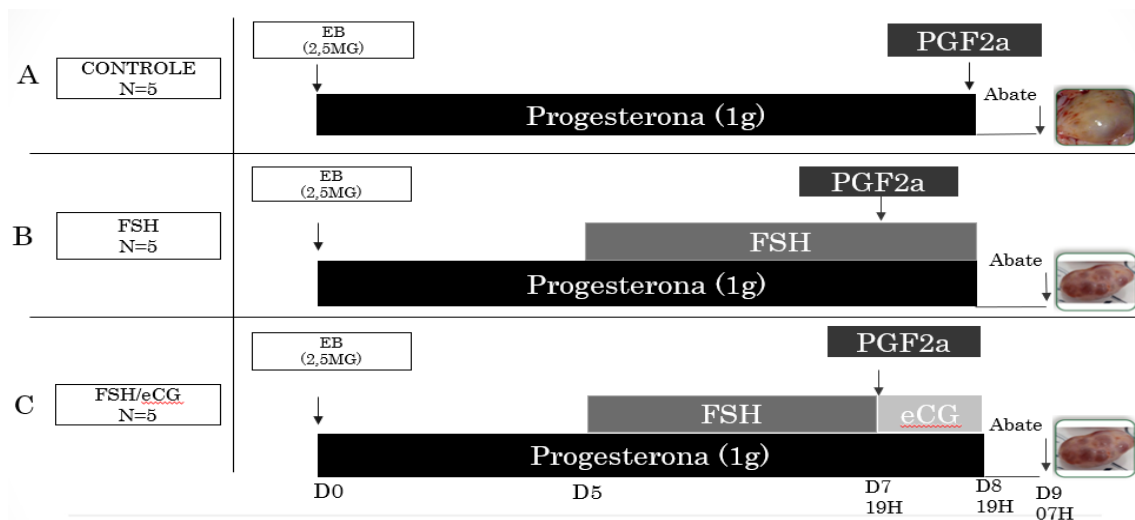 A
CONTROLE
N=5
EB
(2,5MG)
PGF2a
Progesterona (1g)
Abate
B
FSH
N=5
EB
(2,5MG)
PGF2a
FSH
Progesterona (1g)
Abate
C
FSH/eCG
N=5
EB
(2,5MG)
PGF2a
FSH
eCG
Progesterona (1g)
Abate
D0
D5
D7
19H
D8
19H
D9
07H